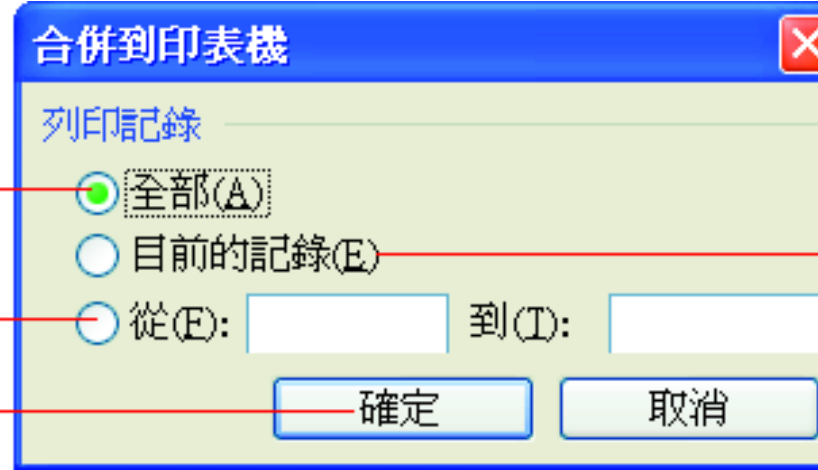 合併到印表機
列印記錄
全部(A)
目前的記錄(E)
從(F): 到(T):
確定 取消